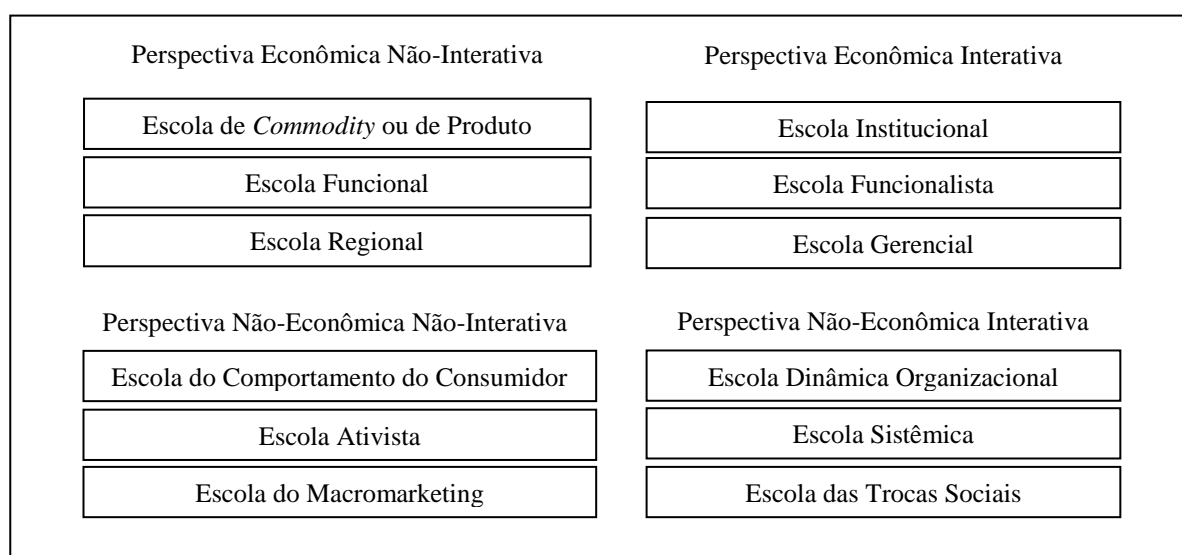 Perspectiva Econômica Não-Interativa
Escola de Commodity ou de Produto
Escola Funcional
Escola Regional
Perspectiva Econômica Interativa
Escola Institucional
Escola Funcionalista
Escola Gerencial
Perspectiva Não-Econômica Não-Interativa
Escola do Comportamento do Consumidor
Escola Ativista
Escola do Macromarketing
Perspectiva Não-Econômica Interativa
Escola Dinâmica Organizacional
Escola Sistêmica
Escola das Trocas Sociais